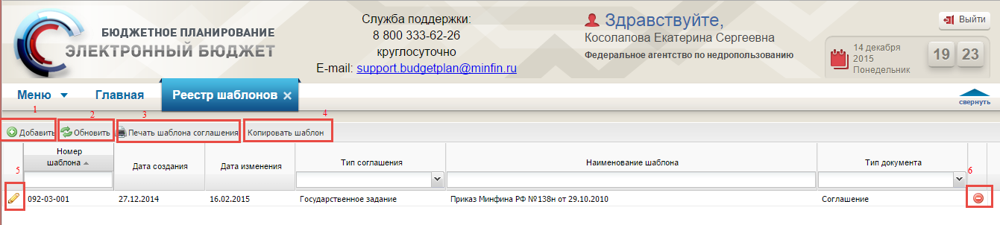 БЮДЖЕТНОЕ ПЛАНИРОВАНИЕ
ЭЛЕКТРОННЫЙ БЮДЖЕТ
Служба поддержки:
8 800 333-62-26
круглосуточно
E-mail: support.budgetplan@minfin.ru
Здравствуйте,
Косолапова Екатерина Сергеевна
Федеральное агентство по недропользованию
Выйти
14 декабря
2015
Понедельник
19 23
Меню Главная Реестр шаблонов
свернуть
1 2 3 4
Добавить Обновить Печать шаблона соглашения Копировать шаблон
Номер шаблона Дата создания Дата изменения Тип соглашения Наименование шаблона Тип документа
5 6
092-03-001 27.12.2014 16.02.2015 Государственное задание Приказ Минфина РФ №138н от 29.10.2010 Соглашение